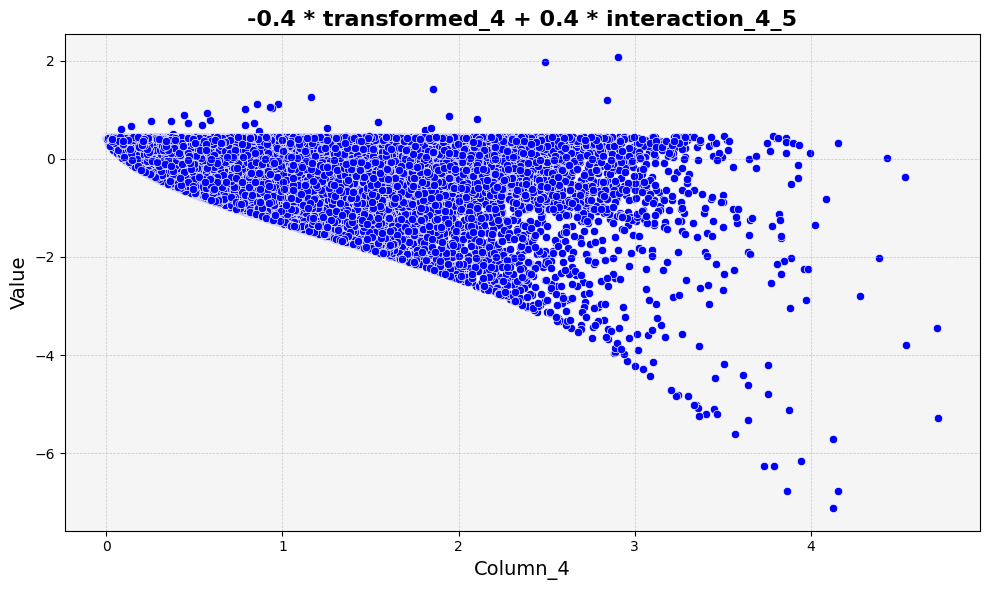 -0.4 * transformed_4 + 0.4 * interaction_4_5
Value
2
0
−2
−4
−6
0 1 2 3 4
Column_4